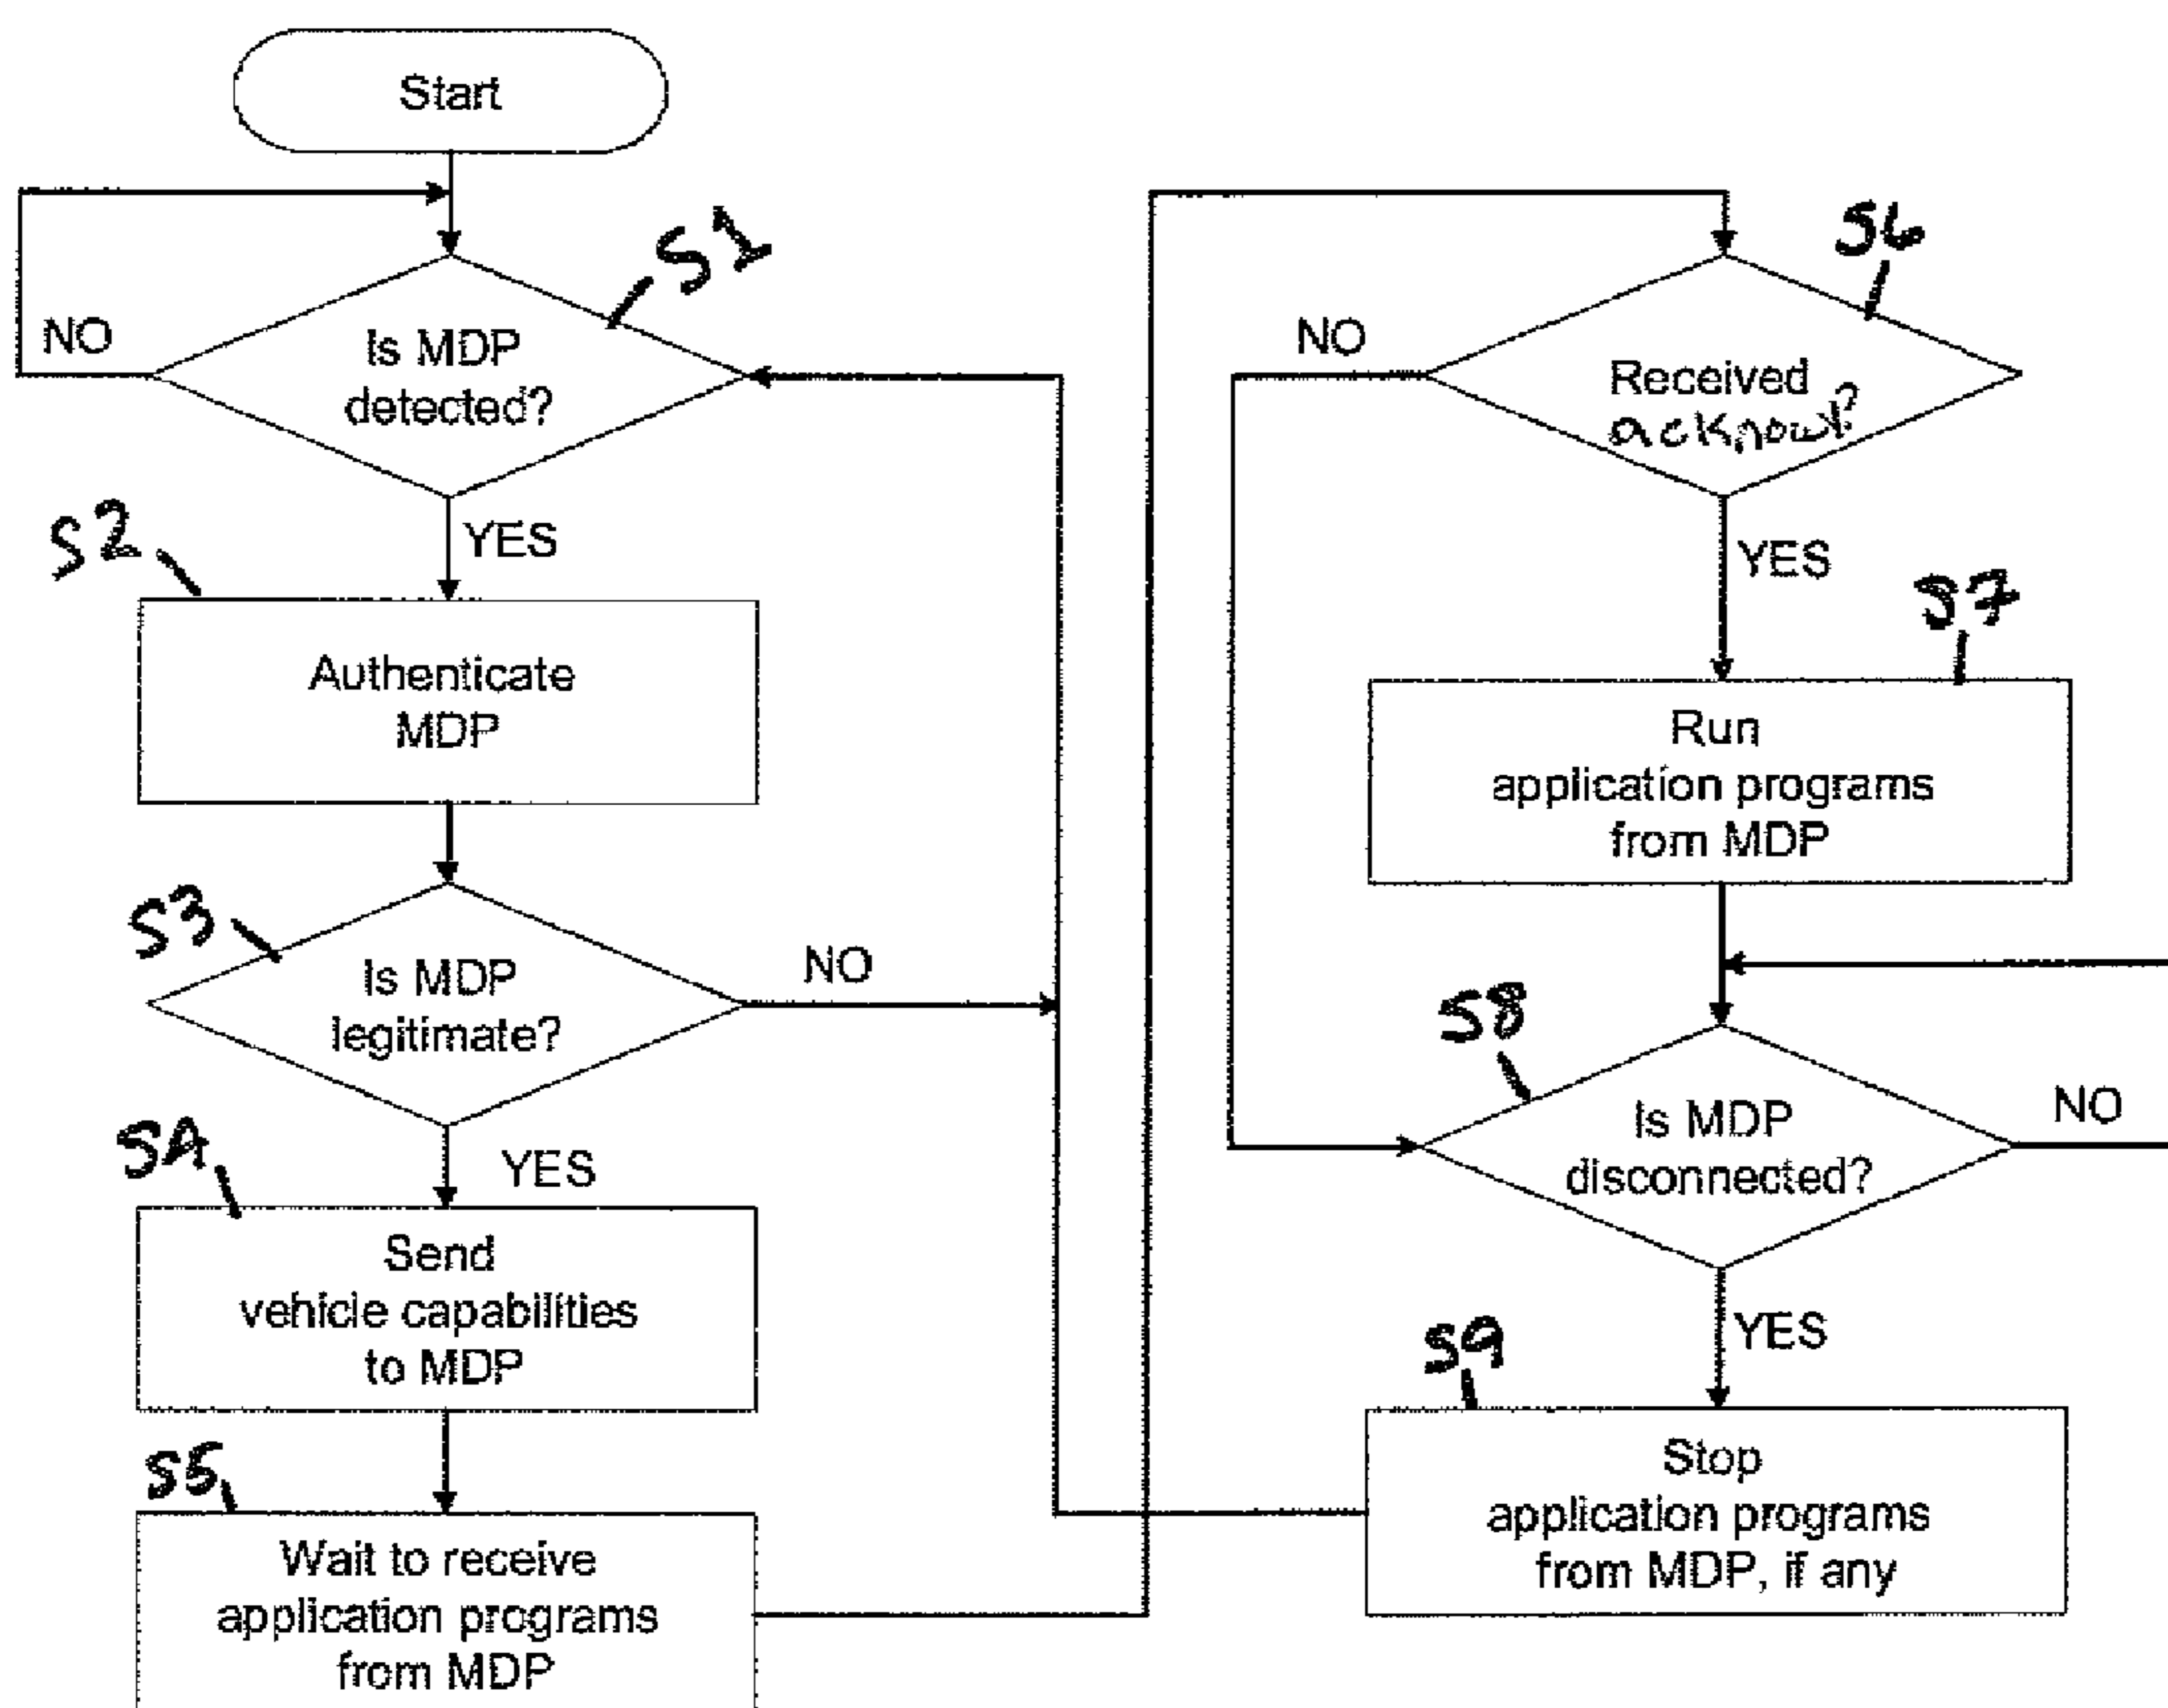 Start
S1
NO
Is MDP
detected?
YES
S2
Authenticate
MDP
S3
Is MDP
legitimate?
NO
YES
S4
Send
vehicle capabilities
to MDP
S5
Wait to receive
application programs
from MDP
S6
NO
Received
acknowl?
YES
S7
Run
application programs
from MDP
S8
Is MDP
disconnected?
NO
YES
S9
Stop
application programs
from MDP, if any